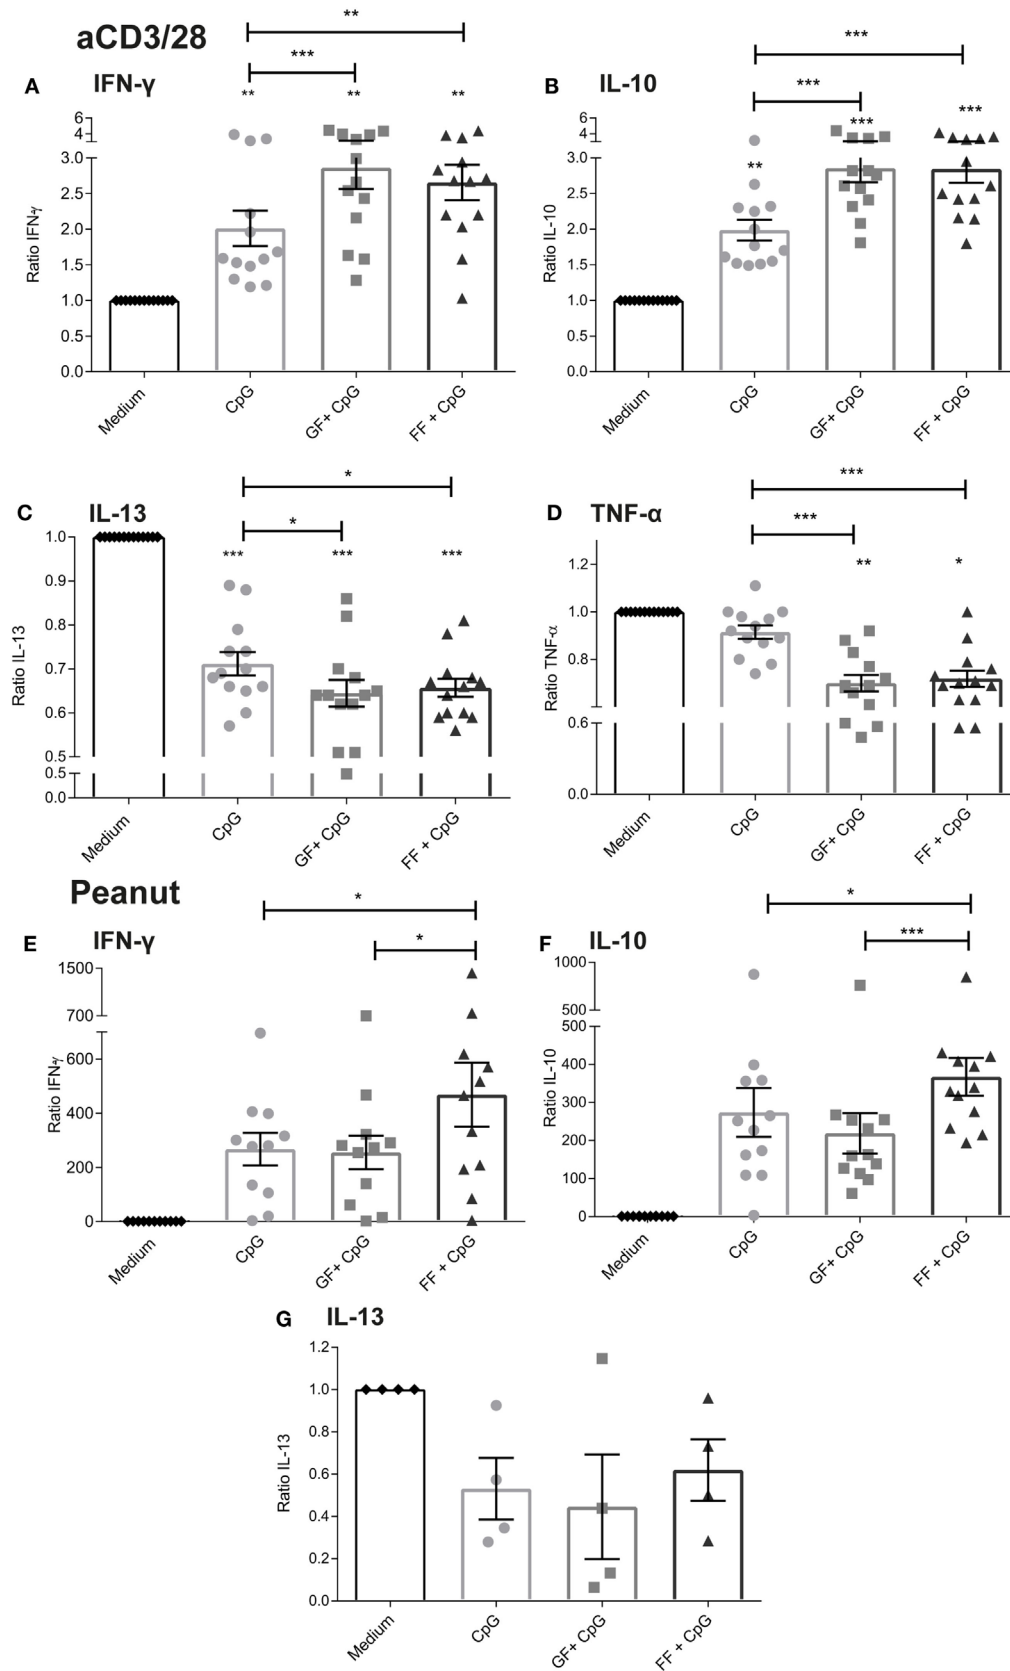 aCD3/28
**
***
A IFN-γ
** ** **
Ratio IFNγ
6
4
3.0
2.5
2.0
1.5
1.0
0.5
0.0
Medium
CpG
GF+ CpG
FF + CpG
***
***
B IL-10
** *** ***
Ratio IL-10
6
4
3.0
2.5
2.0
1.5
1.0
0.5
0.0
Medium
CpG
GF+ CpG
FF + CpG
*
*
C IL-13
*** *** ***
Ratio IL-13
1.0
0.9
0.8
0.7
0.6
0.5
0.5
0.0
Medium
CpG
GF+ CpG
FF + CpG
***
***
D TNF-α
** *
Ratio TNF-α
1.2
1.0
0.8
0.6
0.0
Medium
CpG
GF+ CpG
FF + CpG
Peanut
*
*
E IFN-γ
Ratio IFNγ
1500
700
600
400
200
0
Medium
CpG
GF+ CpG
FF + CpG
*
***
F IL-10
Ratio IL-10
1000
500
500
400
300
200
100
0
Medium
CpG
GF+ CpG
FF + CpG
G IL-13
Ratio IL-13
1.2
1.0
0.8
0.6
0.4
0.2
0.0
Medium
CpG
GF+ CpG
FF + CpG